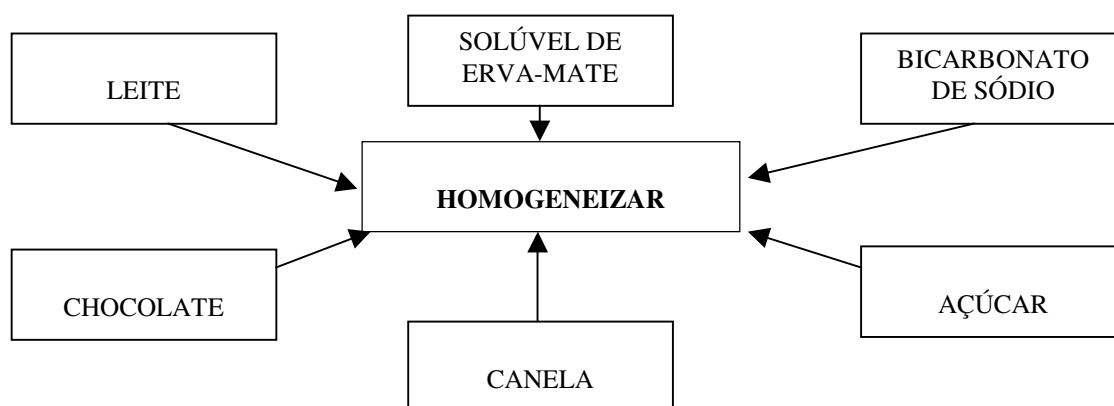 SOLÚVEL DE
ERVA-MATE
LEITE
BICARBONATO
DE SÓDIO
HOMOGENEIZAR
CHOCOLATE
AÇÚCAR
CANELA